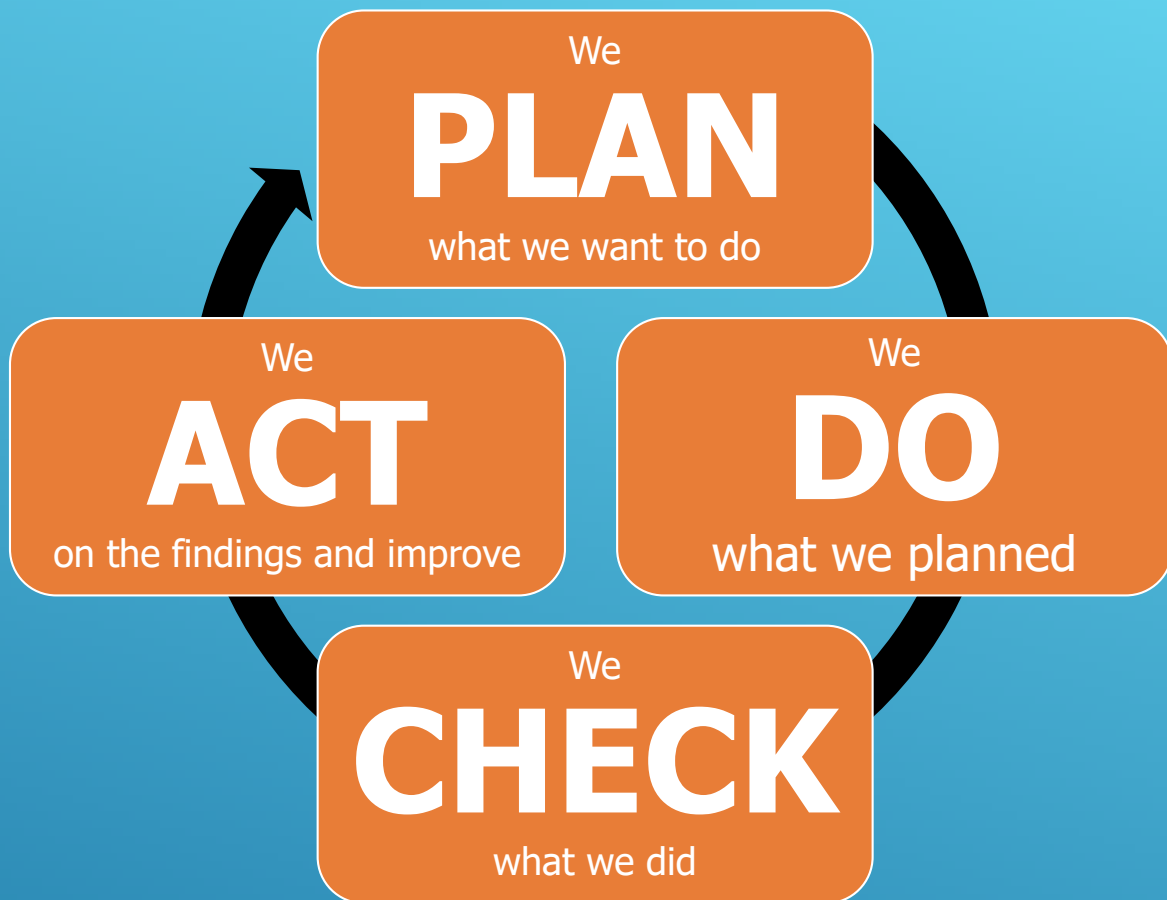 We
PLAN
what we want to do
We
DO
what we planned
We
CHECK
what we did
We
ACT
on the findings and improve